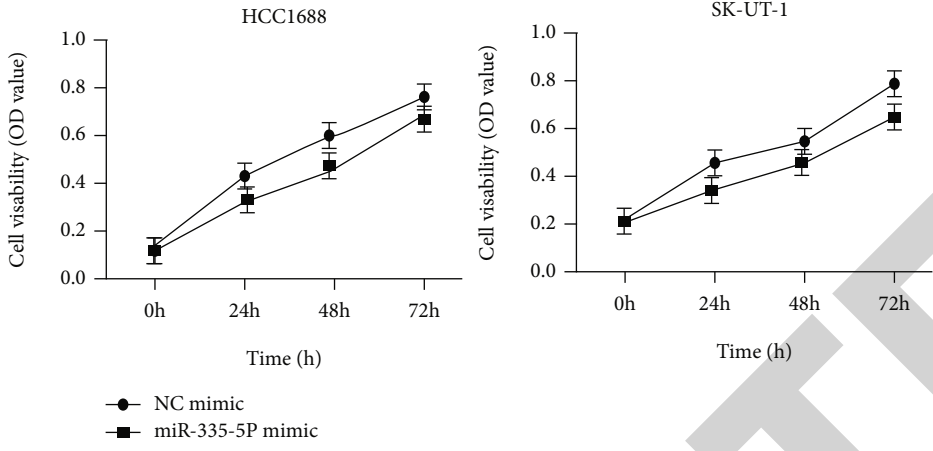 HCC1688
1.0
0.8
0.6
0.4
0.2
0.0
Cell visability (OD value)
0h 24h 48h 72h
Time (h)
SK-UT-1
1.0
0.8
0.6
0.4
0.2
0.0
Cell visability (OD value)
0h 24h 48h 72h
Time (h)
NC mimic
miR-335-5P mimic